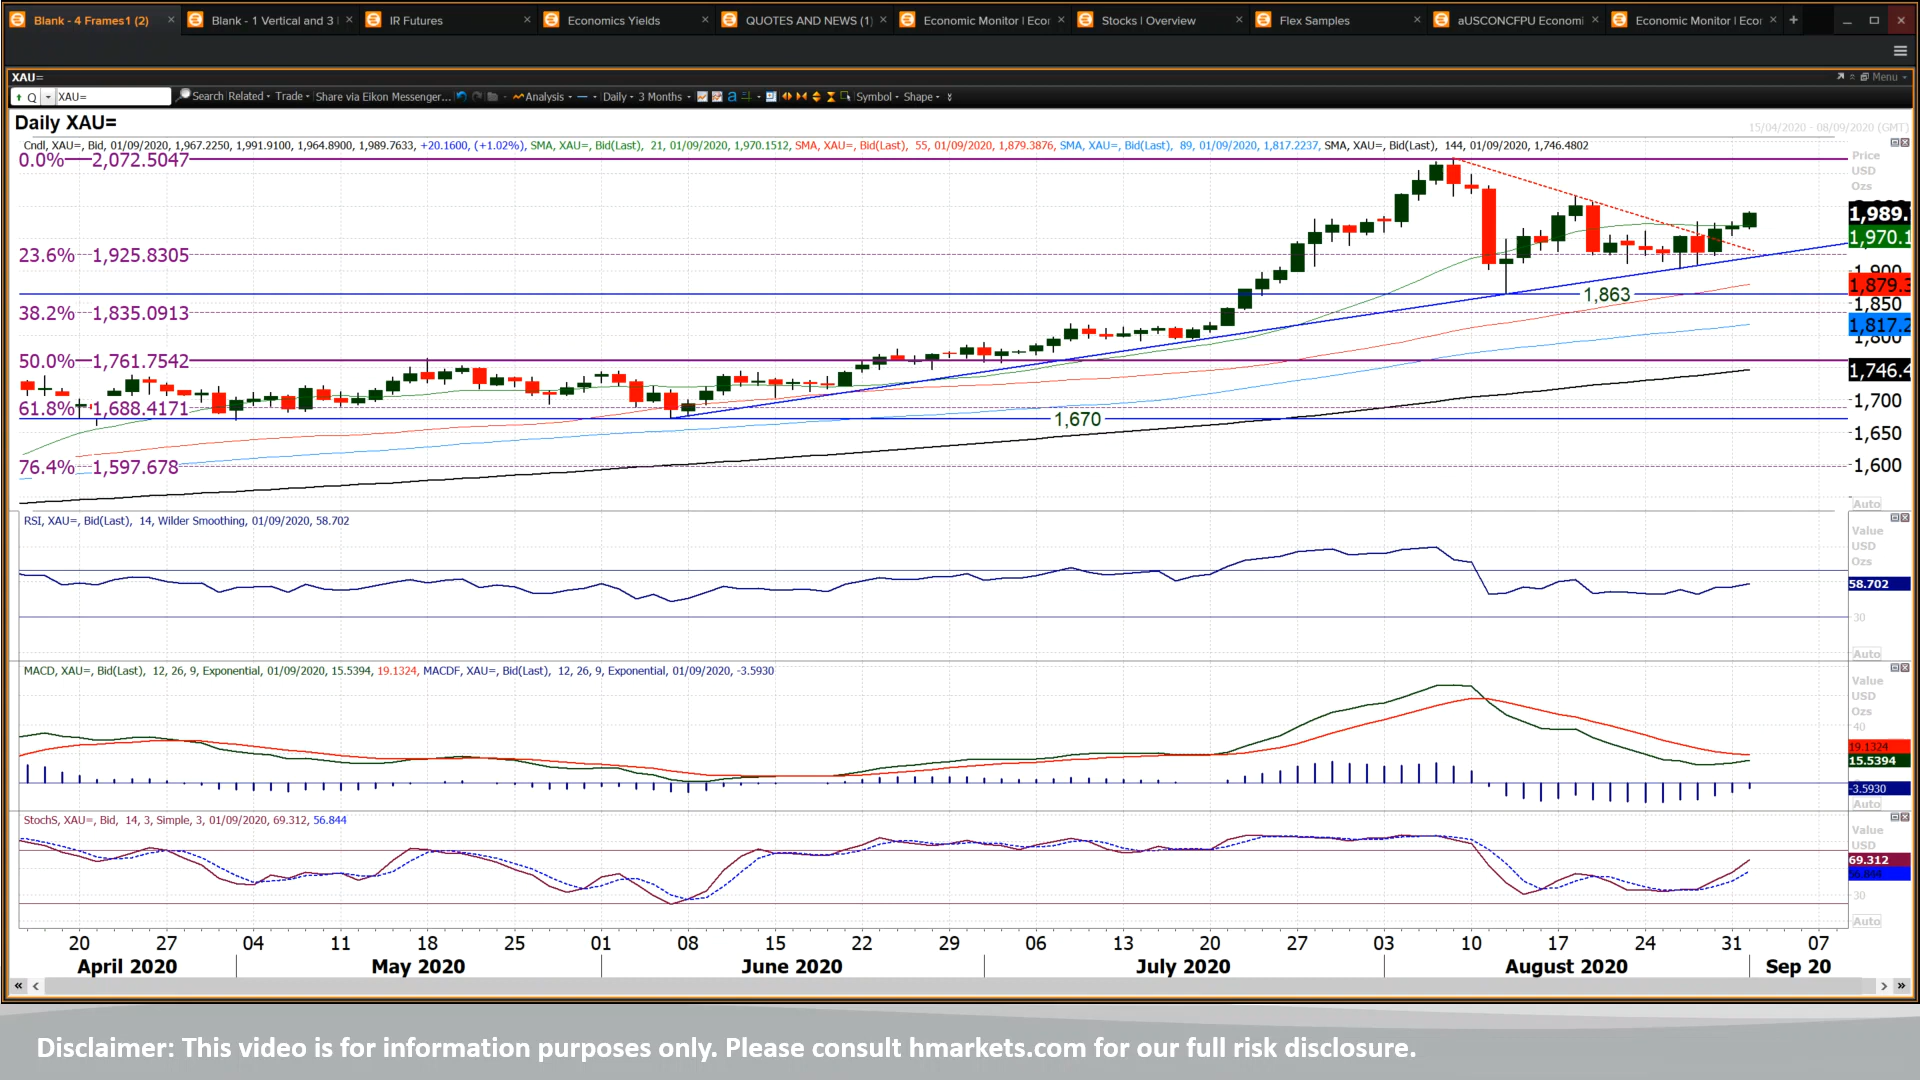 Blank - 4 Frames1 (2)
Blank - 1 Vertical and 3
IR Futures
Economics Yields
QUOTES AND NEWS (1)
Economic Monitor | Ecor
Stocks | Overview
Flex Samples
aUSCONCFPU Economi
Economic Monitor | Ecor
XAU=
Menu
Q XAU= Search Related Trade Share via Eikon Messenger... Analysis Daily 3 Months Symbol Shape
Daily XAU=
15/04/2020 - 08/09/2020 (GMT)
Cndl, XAU=, Bid, 01/09/2020, 1,967.2250, 1,991.9100, 1,964.8900, 1,989.7633, +20.1600, (+1.02%), SMA, XAU=, Bid(Last), 21, 01/09/2020, 1,970.1512, SMA, XAU=, Bid(Last), 55, 01/09/2020, 1,879.3876, SMA, XAU=, Bid(Last), 89, 01/09/2020, 1,817.2237, SMA, XAU=, Bid(Last), 144, 01/09/2020, 1,746.4802
Price
USD
Ozs
0.0% 2,072.5047
1,989.
1,970.1
23.6% 1,925.8305
1,900
1,879.3
1,863
1,850
38.2% 1,835.0913
1,817.2
1,800
50.0% 1,761.7542
1,746.4
1,700
61.8% 1,688.4171
1,670
1,650
76.4% 1,597.678
1,600
Auto
RSI, XAU=, Bid(Last), 14, Wilder Smoothing, 01/09/2020, 58.702
Value
USD
Ozs
58.702
30
Auto
MACD, XAU=, Bid(Last), 12, 26, 9, Exponential, 01/09/2020, 15.5394, 19.1324, MACDF, XAU=, Bid(Last), 12, 26, 9, Exponential, 01/09/2020, -3.5930
Value
USD
Ozs
40
19.1324
15.5394
-3.5930
Auto
StochS, XAU=, Bid, 14, 3, Simple, 3, 01/09/2020, 69.312, 56.844
Value
USD
69.312
56.844
30
Auto
20 27 04 11 18 25 01 08 15 22 29 06 13 20 27 03 10 17 24 31 07
April 2020 May 2020 June 2020 July 2020 August 2020 Sep 20
Disclaimer: This video is for information purposes only. Please consult hmarkets.com for our full risk disclosure.